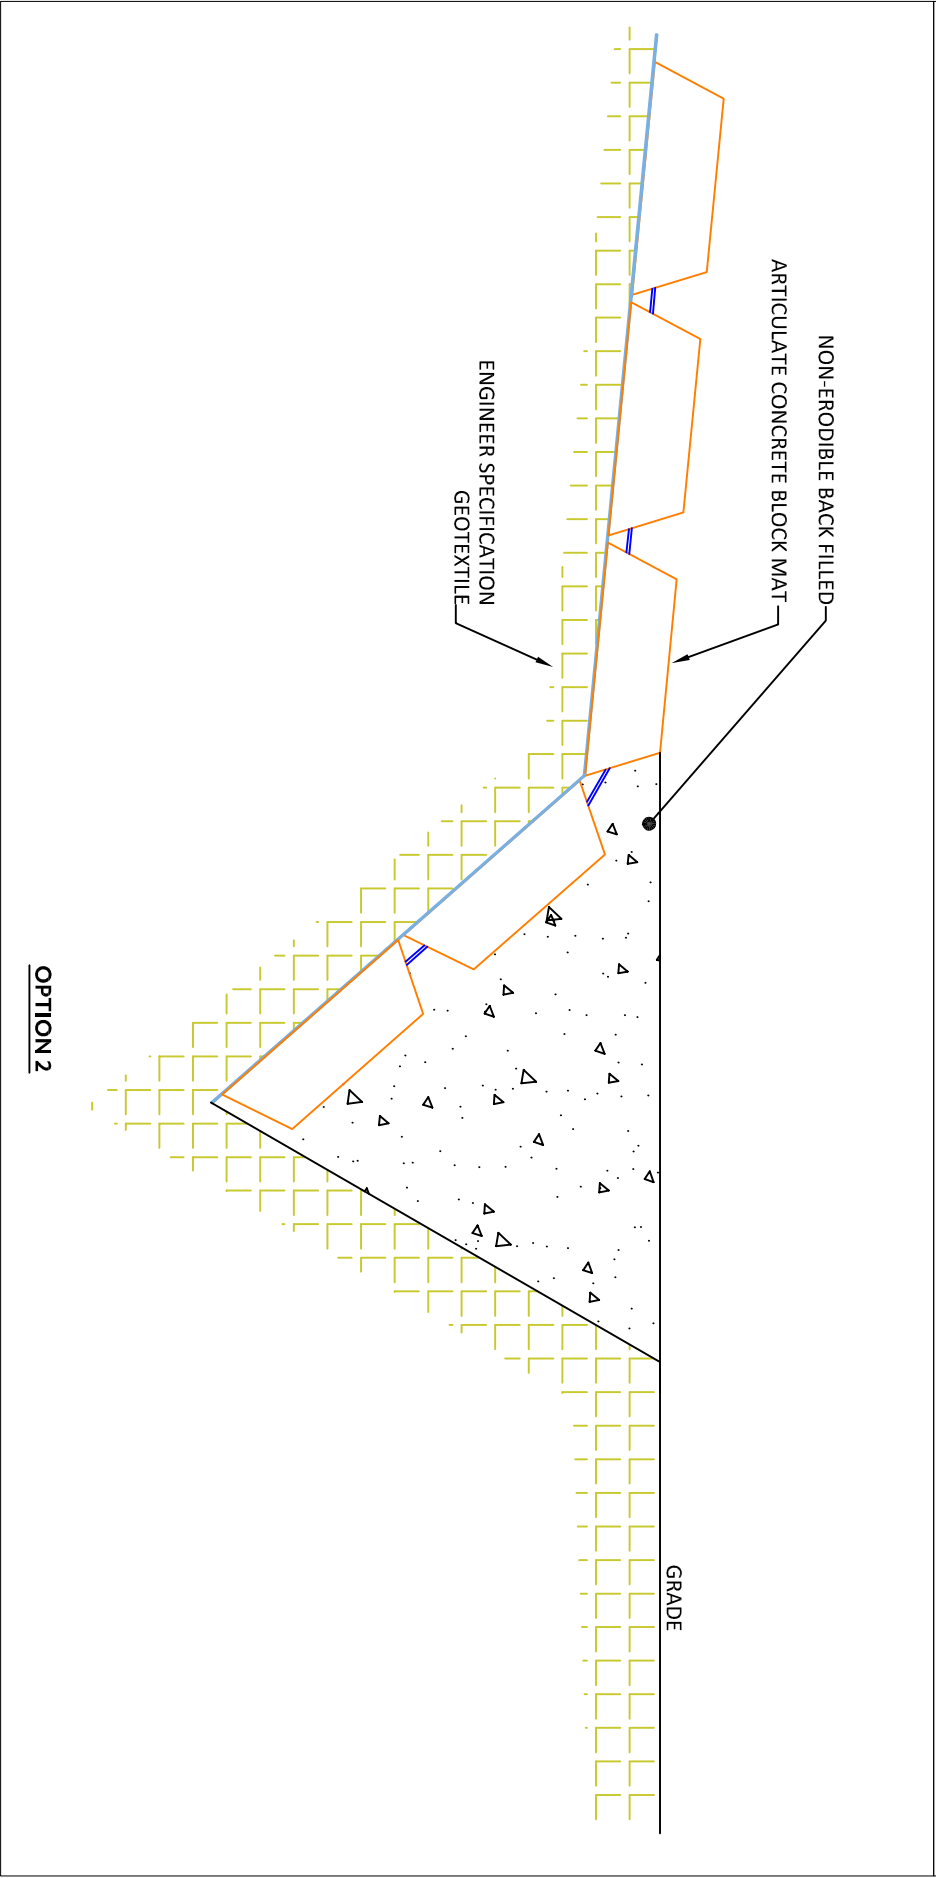 NON-ERODIBLE BACK FILLED
ARTICULATE CONCRETE BLOCK MAT
GRADE
ENGINEER SPECIFICATION
GEOTEXTILE
OPTION 2